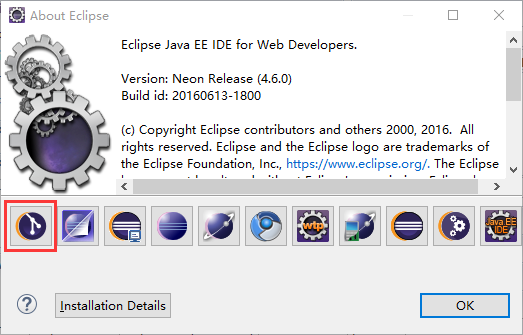 About Eclipse
Eclipse Java EE IDE for Web Developers.
Version: Neon Release (4.6.0)
Build id: 20160613-1800
(c) Copyright Eclipse contributors and others 2000, 2016.  All
rights reserved. Eclipse and the Eclipse logo are trademarks of
the Eclipse Foundation, Inc., https://www.eclipse.org/. The Eclipse
wtp
Java EE
IDE
?
Installation Details
OK